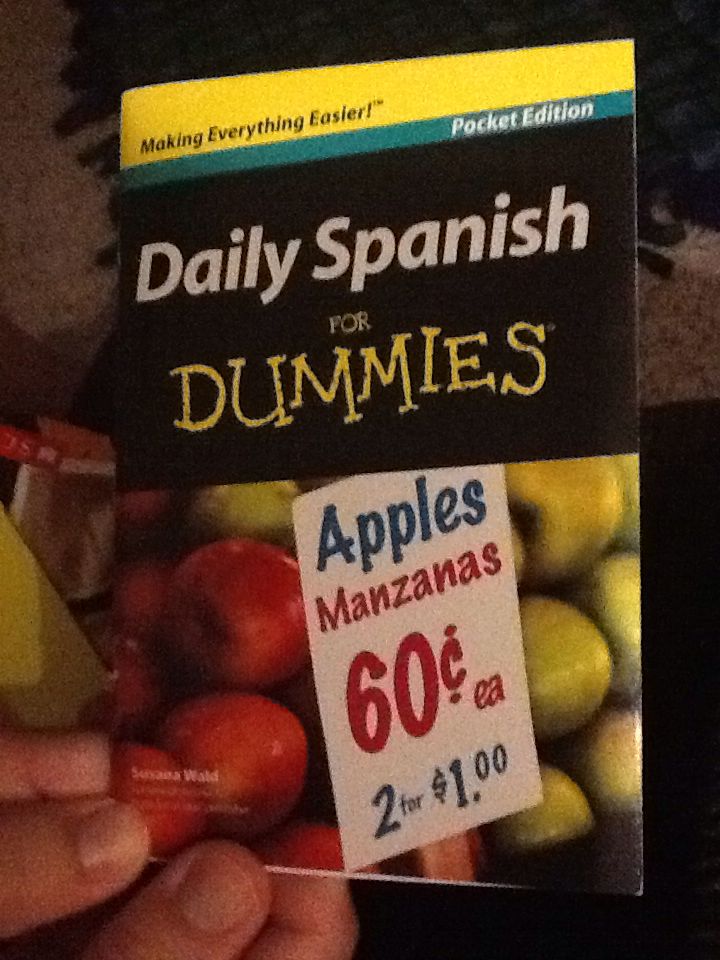 Making Everything Easier!™
Pocket Edition
Daily Spanish
FOR
DUMMIES®
Apples
Manzanas
60¢ ea
2 for $1.00
Susana Wald